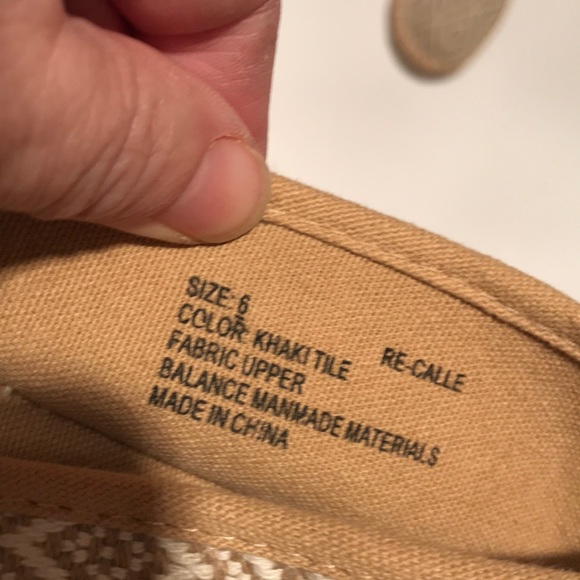 SIZE: 6
COLOR: KHAKI TILE RE-CALLE
FABRIC UPPER
BALANCE MANMADE MATERIALS
MADE IN CHINA